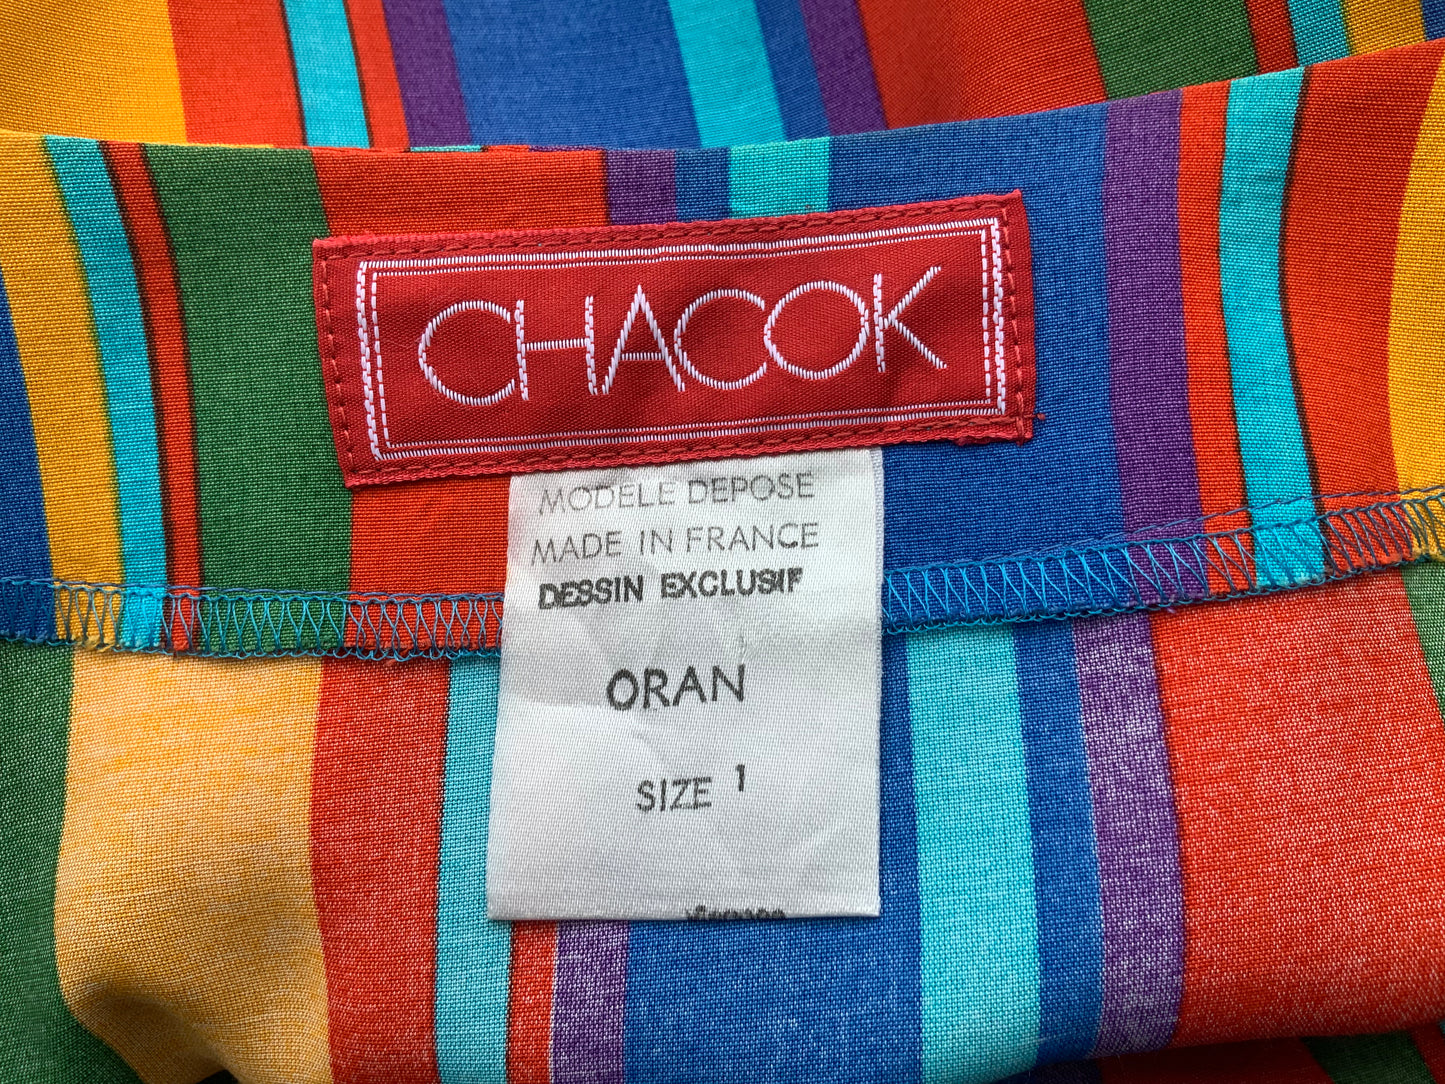 CHACOK
MODELE DEPOSE
MADE IN FRANCE
DESSIN EXCLUSIF
ORAN
SIZE 1